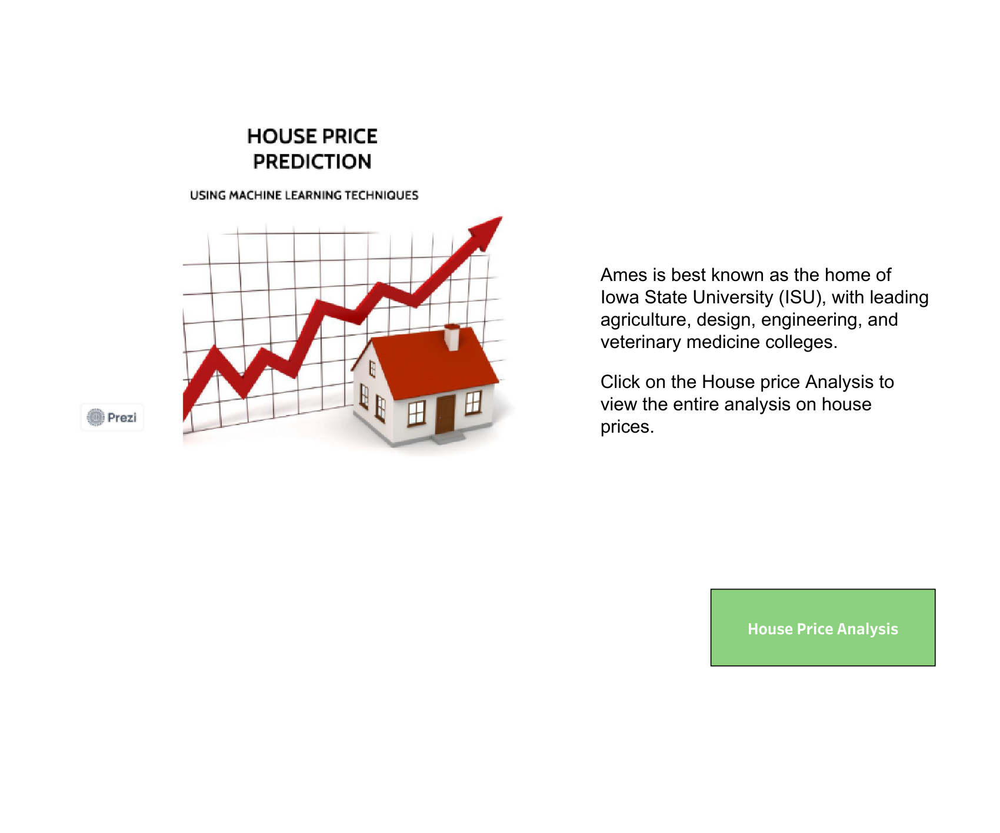 HOUSE PRICE
PREDICTION
USING MACHINE LEARNING TECHNIQUES
Prezi
Ames is best known as the home of
Iowa State University (ISU), with leading
agriculture, design, engineering, and
veterinary medicine colleges.
Click on the House price Analysis to
view the entire analysis on house
prices.
House Price Analysis